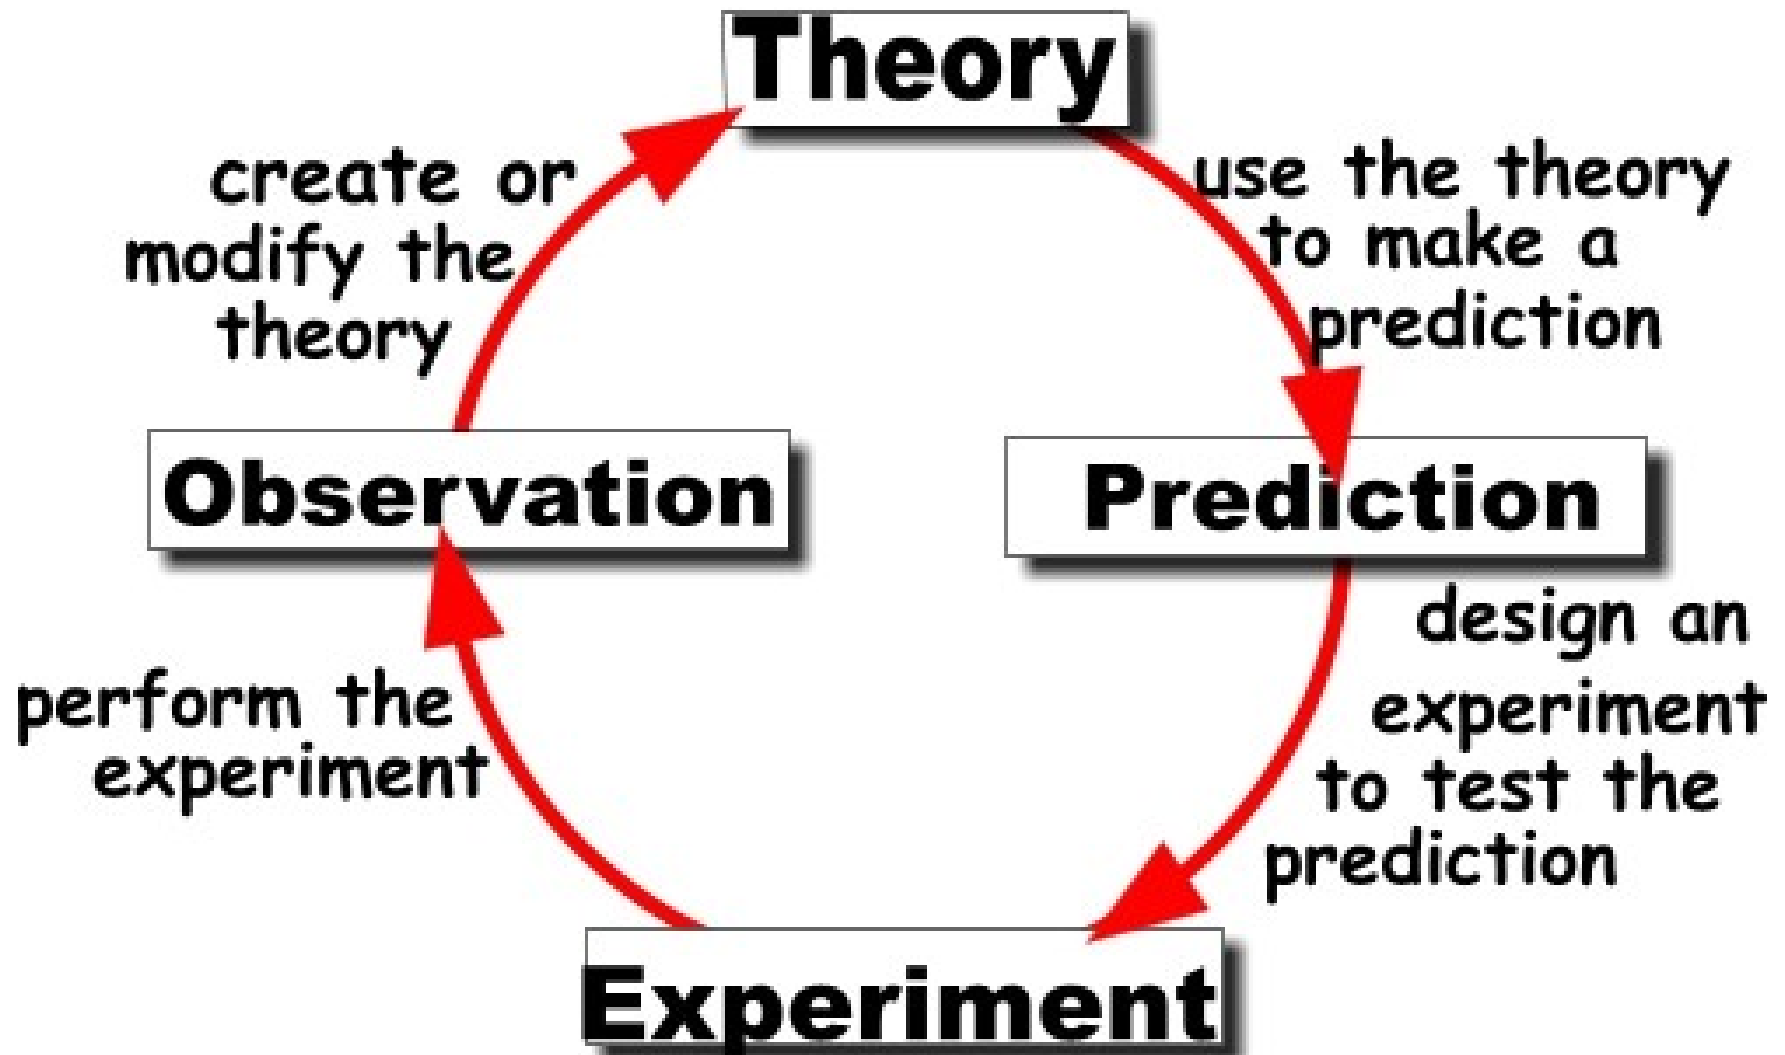 Theory
use the theory
to make a
prediction
Prediction
design an
experiment
to test the
prediction
Experiment
perform the
experiment
Observation
create or
modify the
theory